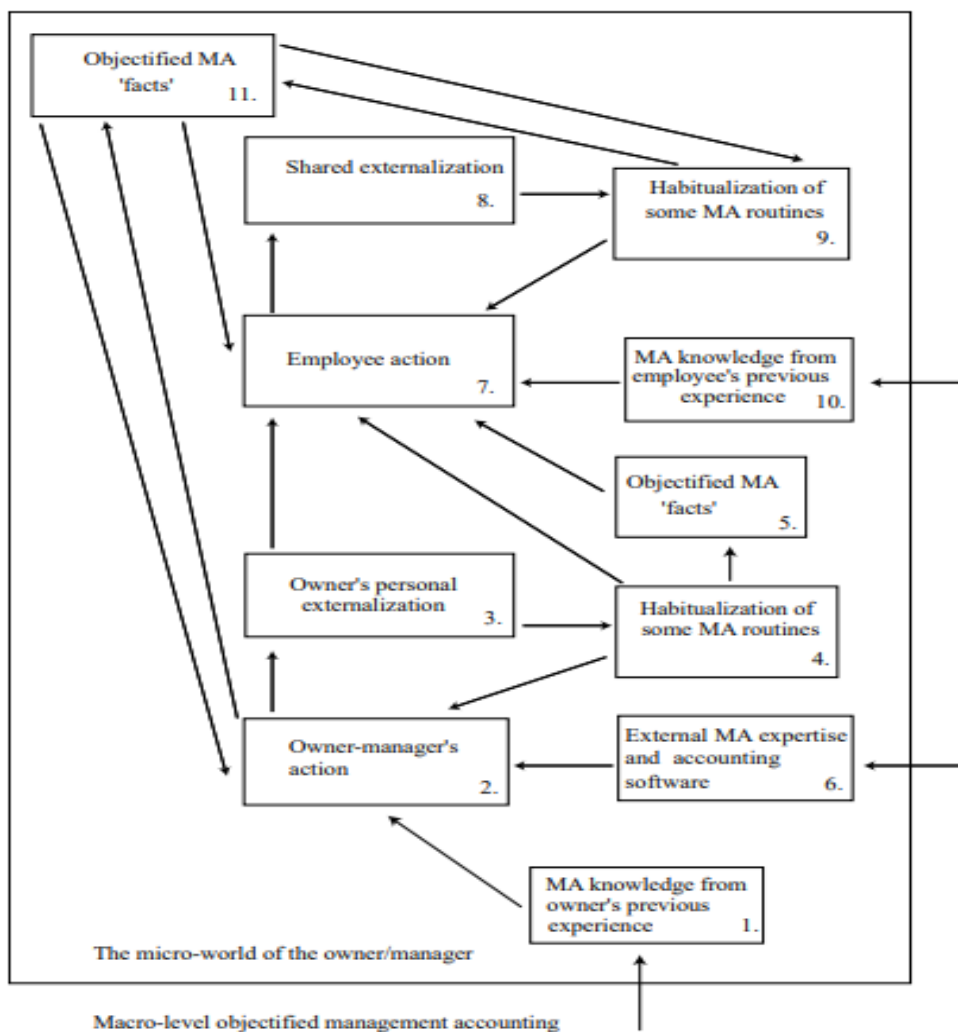 Objectified MA
'facts'
11.
Shared externalization
8.
Habitualization of
some MA routines
9.
Employee action
7.
MA knowledge from
employee's previous
experience
10.
Objectified MA
'facts'
5.
Owner's personal
externalization
3.
Habitualization of
some MA routines
4.
Owner-manager's
action
2.
External MA expertise
and accounting
software
6.
MA knowledge from
owner's previous
experience
1.
The micro-world of the owner/manager
Macro-level objectified management accounting